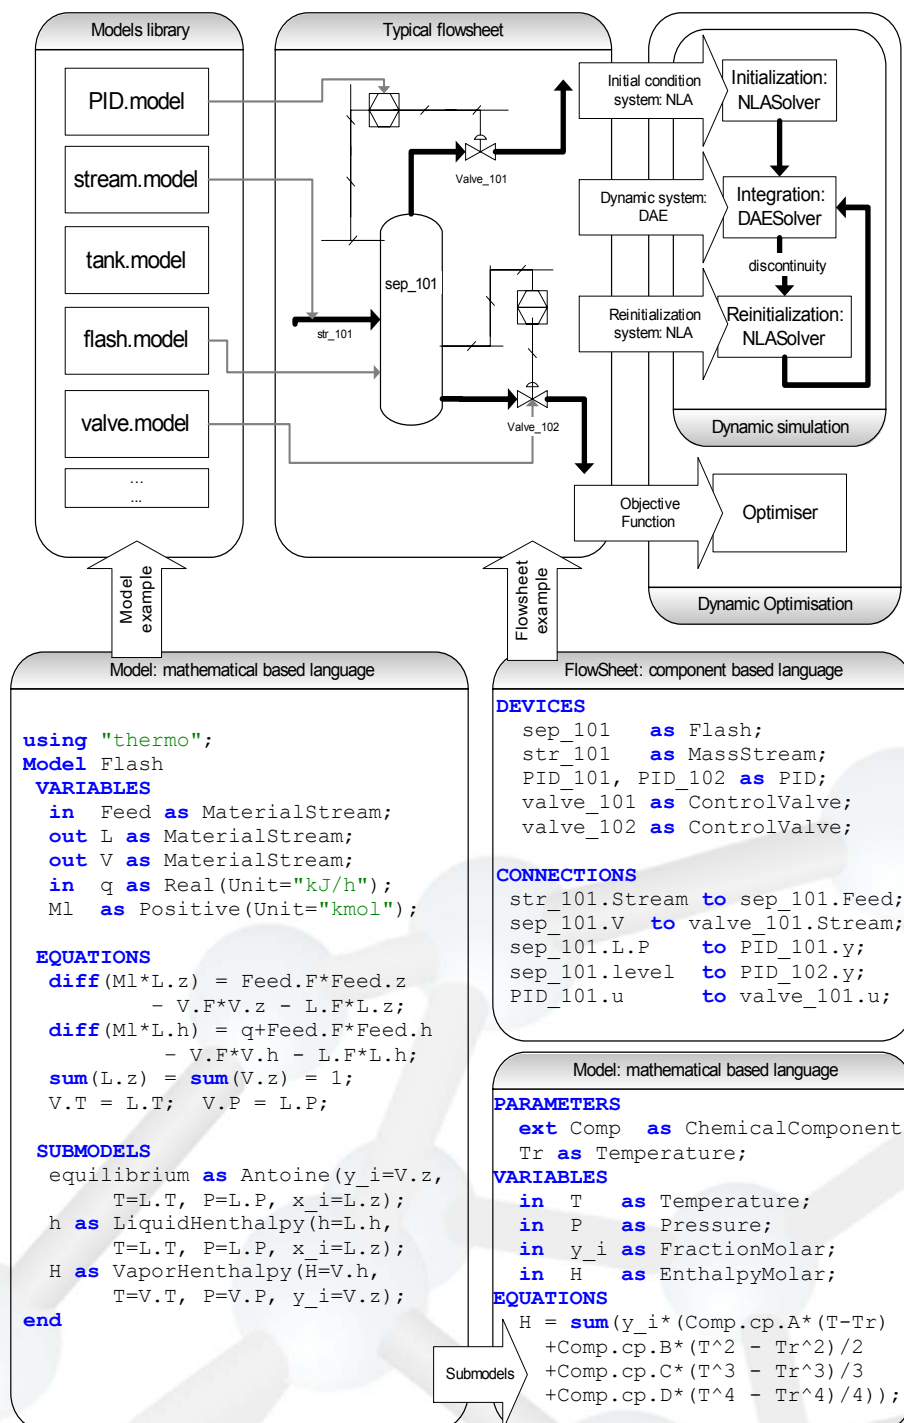 Models library
PID.model
stream.model
tank.model
flash.model
valve.model
...
...
Typical flowsheet
Valve_101
sep_101
str_101
Valve_102
Initial condition
system: NLA
Dynamic system:
DAE
Reinitialization
system: NLA
Objective
Function
Initialization:
NLASolver
Integration:
DAESolver
discontinuity
Reinitialization:
NLASolver
Dynamic simulation
Optimiser
Dynamic Optimisation
Model
example
Flowsheet
example
Model: mathematical based language
using "thermo";
Model Flash
VARIABLES
in Feed as MaterialStream;
out L as MaterialStream;
out V as MaterialStream;
in q as Real(Unit="kJ/h");
Ml as Positive(Unit="kmol");
EQUATIONS
diff(Ml*L.z) = Feed.F*Feed.z
- V.F*V.z - L.F*L.z;
diff(Ml*L.h) = q+Feed.F*Feed.h
– V.F*V.h - L.F*L.h;
sum(L.z) = sum(V.z) = 1;
V.T = L.T; V.P = L.P;
SUBMODELS
equilibrium as Antoine(y_i=V.z,
T=L.T, P=L.P, x_i=L.z);
h as LiquidHenthalpy(h=L.h,
T=L.T, P=L.P, x_i=L.z);
H as VaporHenthalpy(H=V.h,
T=V.T, P=V.P, y_i=V.z);
end
FlowSheet: component based language
DEVICES
sep_101 as Flash;
str_101 as MassStream;
PID_101, PID_102 as PID;
valve_101 as ControlValve;
valve_102 as ControlValve;
CONNECTIONS
str_101.Stream to sep_101.Feed;
sep_101.V to valve_101.Stream;
sep_101.L.P to PID_101.y;
sep_101.level to PID_102.y;
PID_101.u to valve_101.u;
Submodels
Model: mathematical based language
PARAMETERS
ext Comp as ChemicalComponent
Tr as Temperature;
VARIABLES
in T as Temperature;
in P as Pressure;
in y_i as FractionMolar;
in H as EnthalpyMolar;
EQUATIONS
H = sum(y_i*(Comp.cp.A*(T-Tr)
+Comp.cp.B*(T^2 - Tr^2)/2
+Comp.cp.C*(T^3 - Tr^3)/3
+Comp.cp.D*(T^4 - Tr^4)/4));